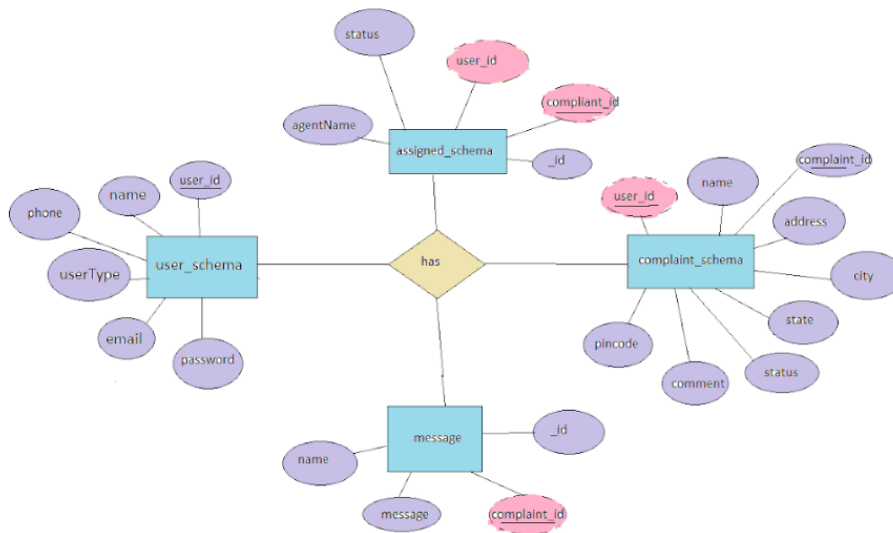 status
user_id
compliant_id
agentName
assigned_schema
_id
complaint_id
name
user_id
user_id
name
phone
address
user_schema
has
complaint_schema
userType
city
state
email
password
pincode
status
comment
message
_id
name
message
complaint_id